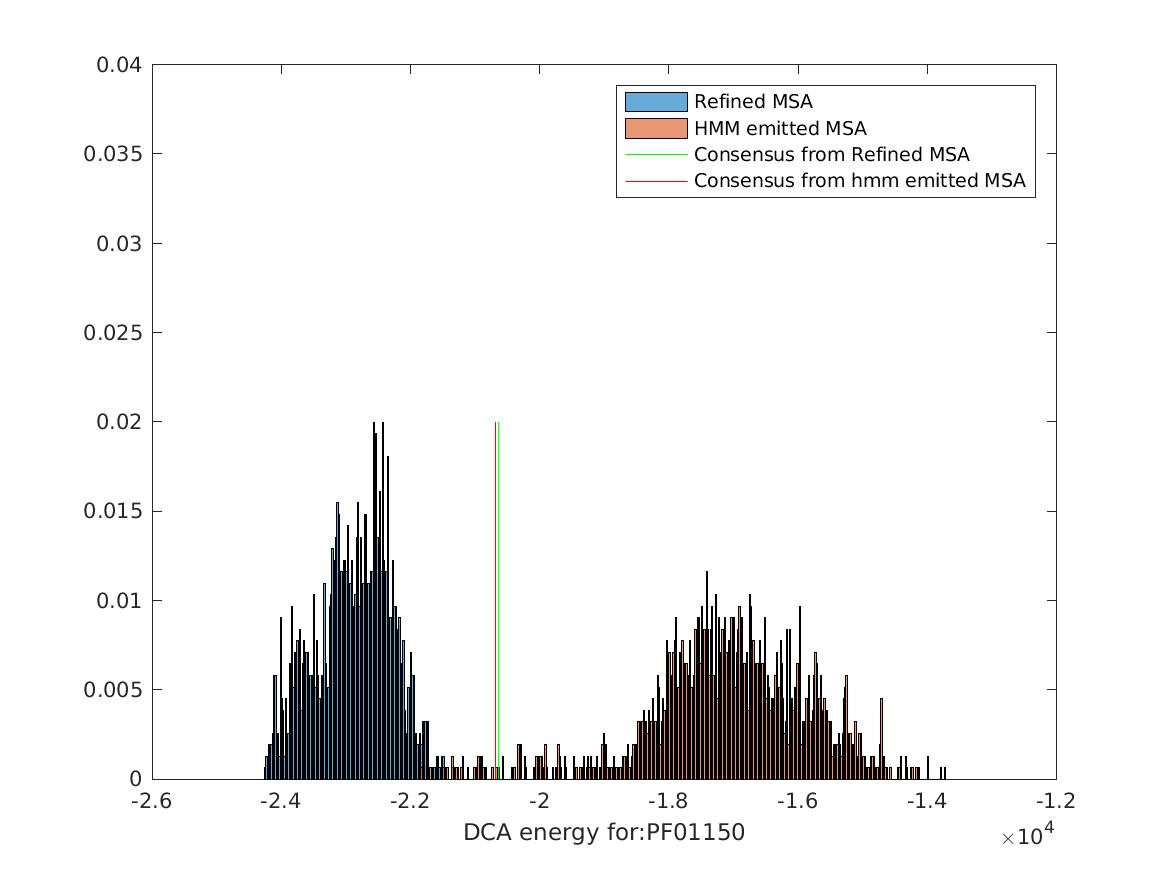 0.04
0.035
0.03
0.025
0.02
0.015
0.01
0.005
0
Refined MSA
HMM emitted MSA
Consensus from Refined MSA
Consensus from hmm emitted MSA
-2.6 -2.4 -2.2 -2 -1.8 -1.6 -1.4 -1.2
DCA energy for:PF01150
×10⁴